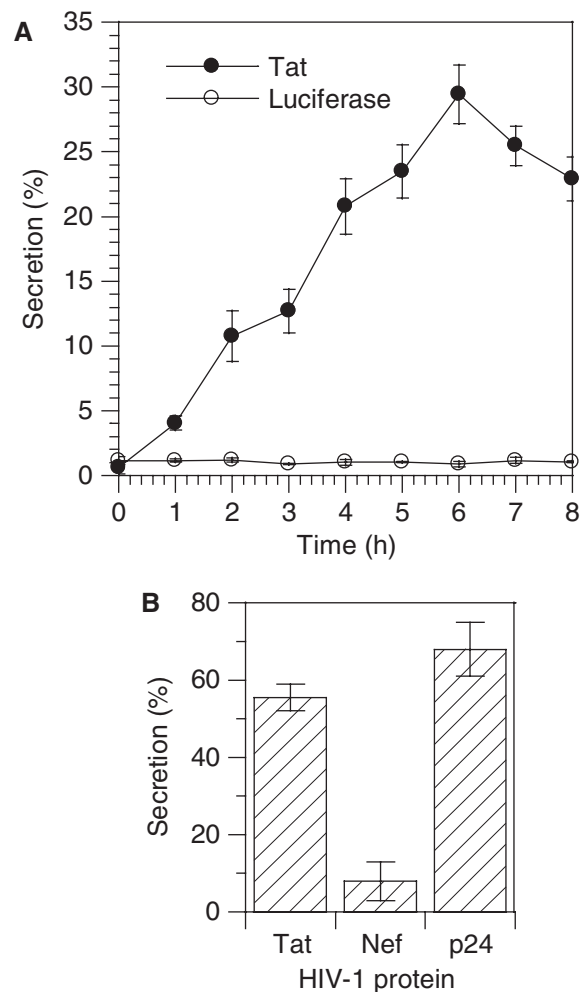 A
35
30
25
20
15
10
5
0
Secretion (%)
Tat
Luciferase
0 1 2 3 4 5 6 7 8
Time (h)
B
80
60
40
20
0
Secretion (%)
Tat Nef p24
HIV-1 protein